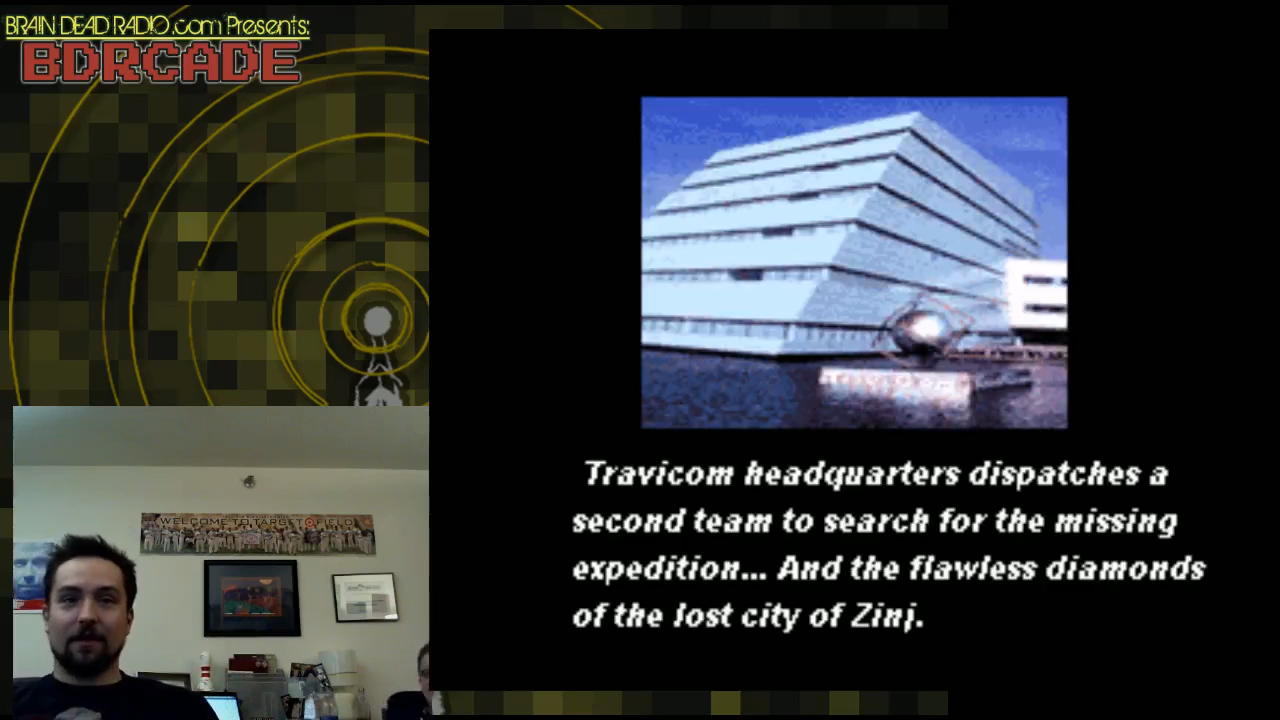 BRAIN DEAD RADIO.com Presents:
BDRCADE
Travicom headquarters dispatches a
second team to search for the missing
expedition... And the flawless diamonds
of the lost city of Zinj.
WELCOME TO TARGET FIELD